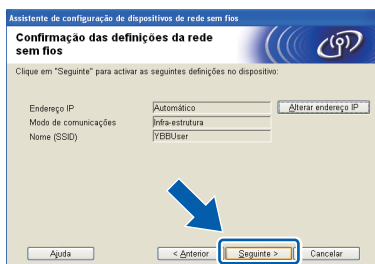 Assistente de configuração de dispositivos de rede sem fios
Confirmação das definições da rede
sem fios
Clique em "Seguinte" para activar as seguintes definições no dispositivo:
Endereço IP Automático Alterar endereço IP
Modo de comunicações Infra-estrutura
Nome (SSID) YBBUser
Ajuda < Anterior Seguinte > Cancelar